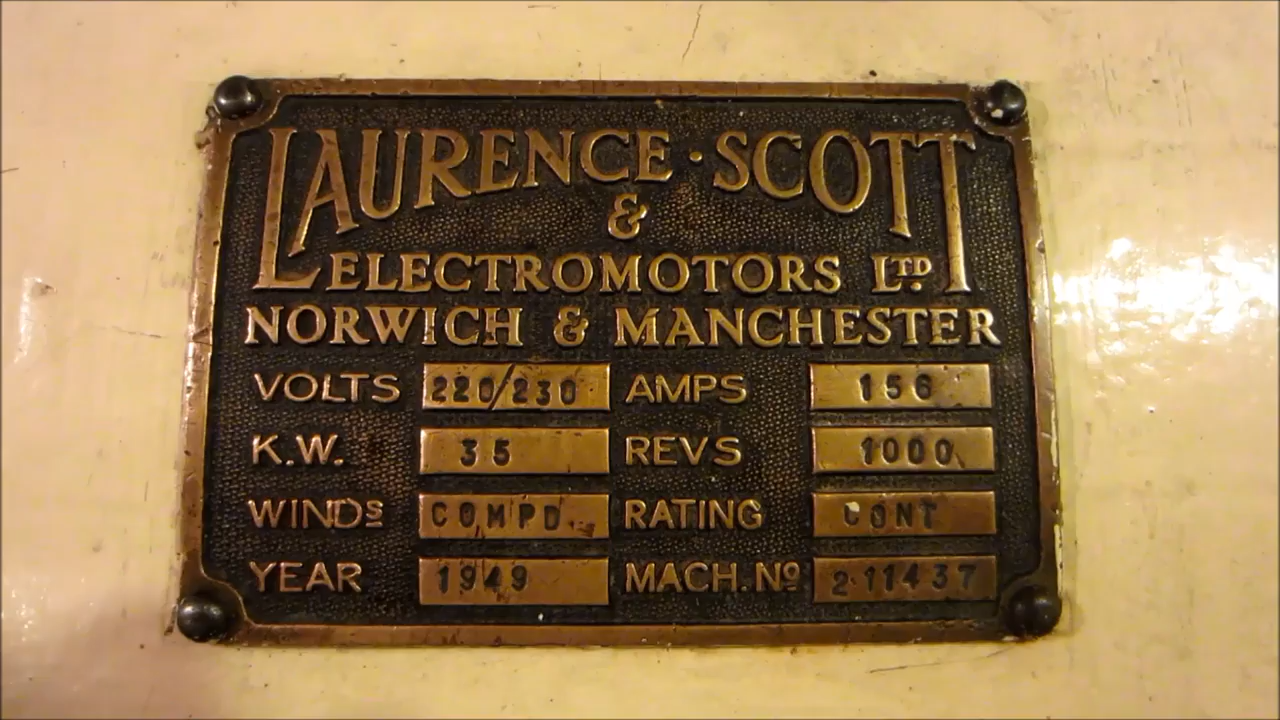 LAURENCE·SCOTT
&
ELECTROMOTORS LTD.
NORWICH & MANCHESTER
VOLTS 220/230 AMPS 156
K.W. 35 REVS 1000
WINDS COMPD RATING CONT
YEAR 1949 MACH. Nº 211437